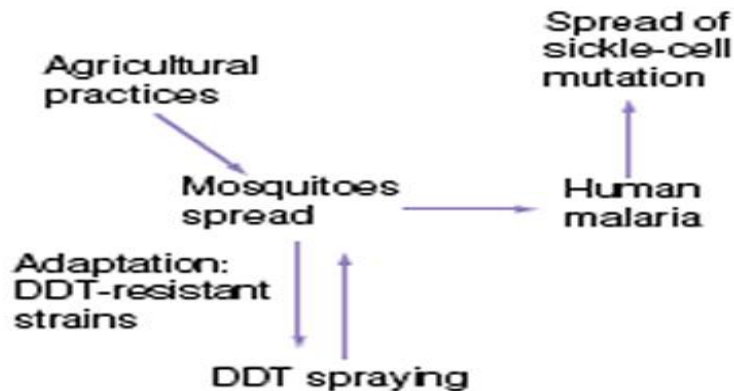 Agricultural
practices
Spread of
sickle-cell
mutation
Mosquitoes
spread
Human
malaria
Adaptation:
DDT-resistant
strains
DDT spraying